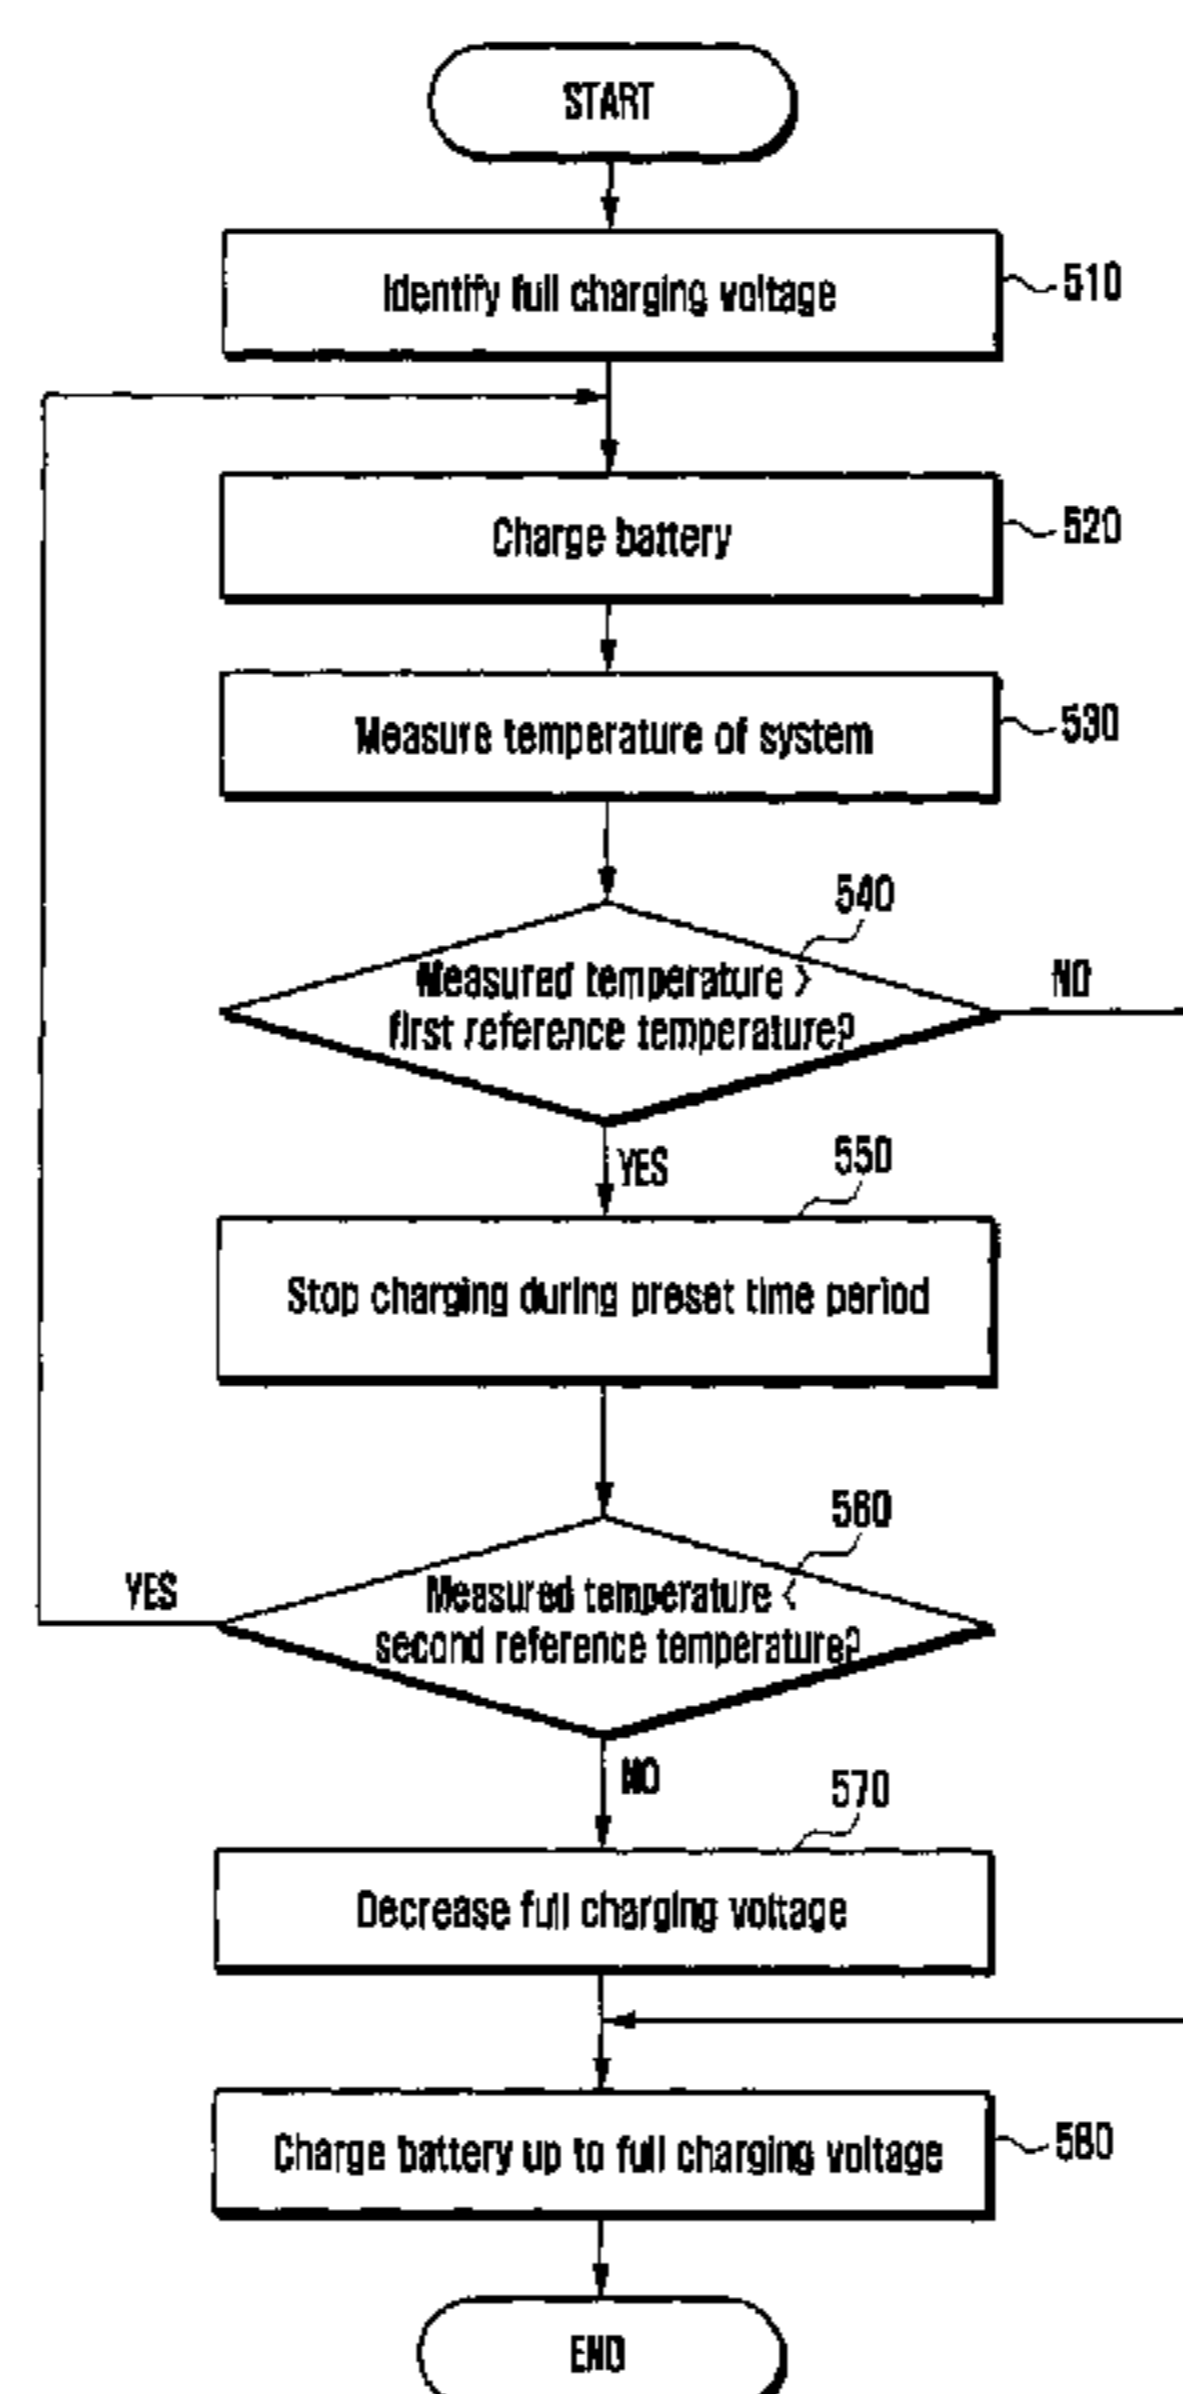 START
Identify full charging voltage
510
Charge battery
520
Measure temperature of system
530
540
Measured temperature >
first reference temperature?
NO
YES
550
Stop charging during preset time period
560
Measured temperature <
second reference temperature?
YES
NO
570
Decrease full charging voltage
Charge battery up to full charging voltage
580
END